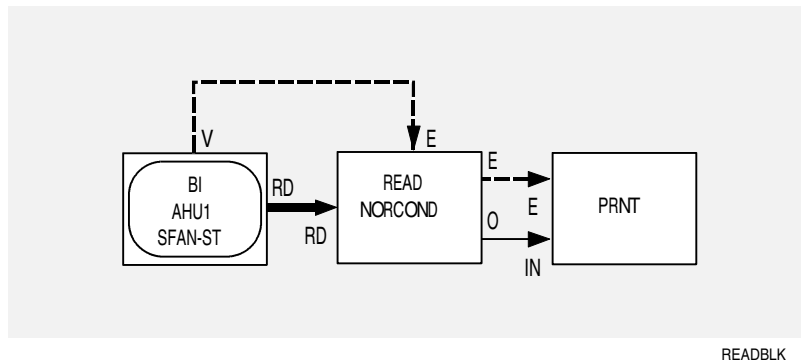 V
E
BI
AHU1
SFAN-ST
RD
RD
READ
NORCOND
E
E
O
IN
PRNT
READBLK